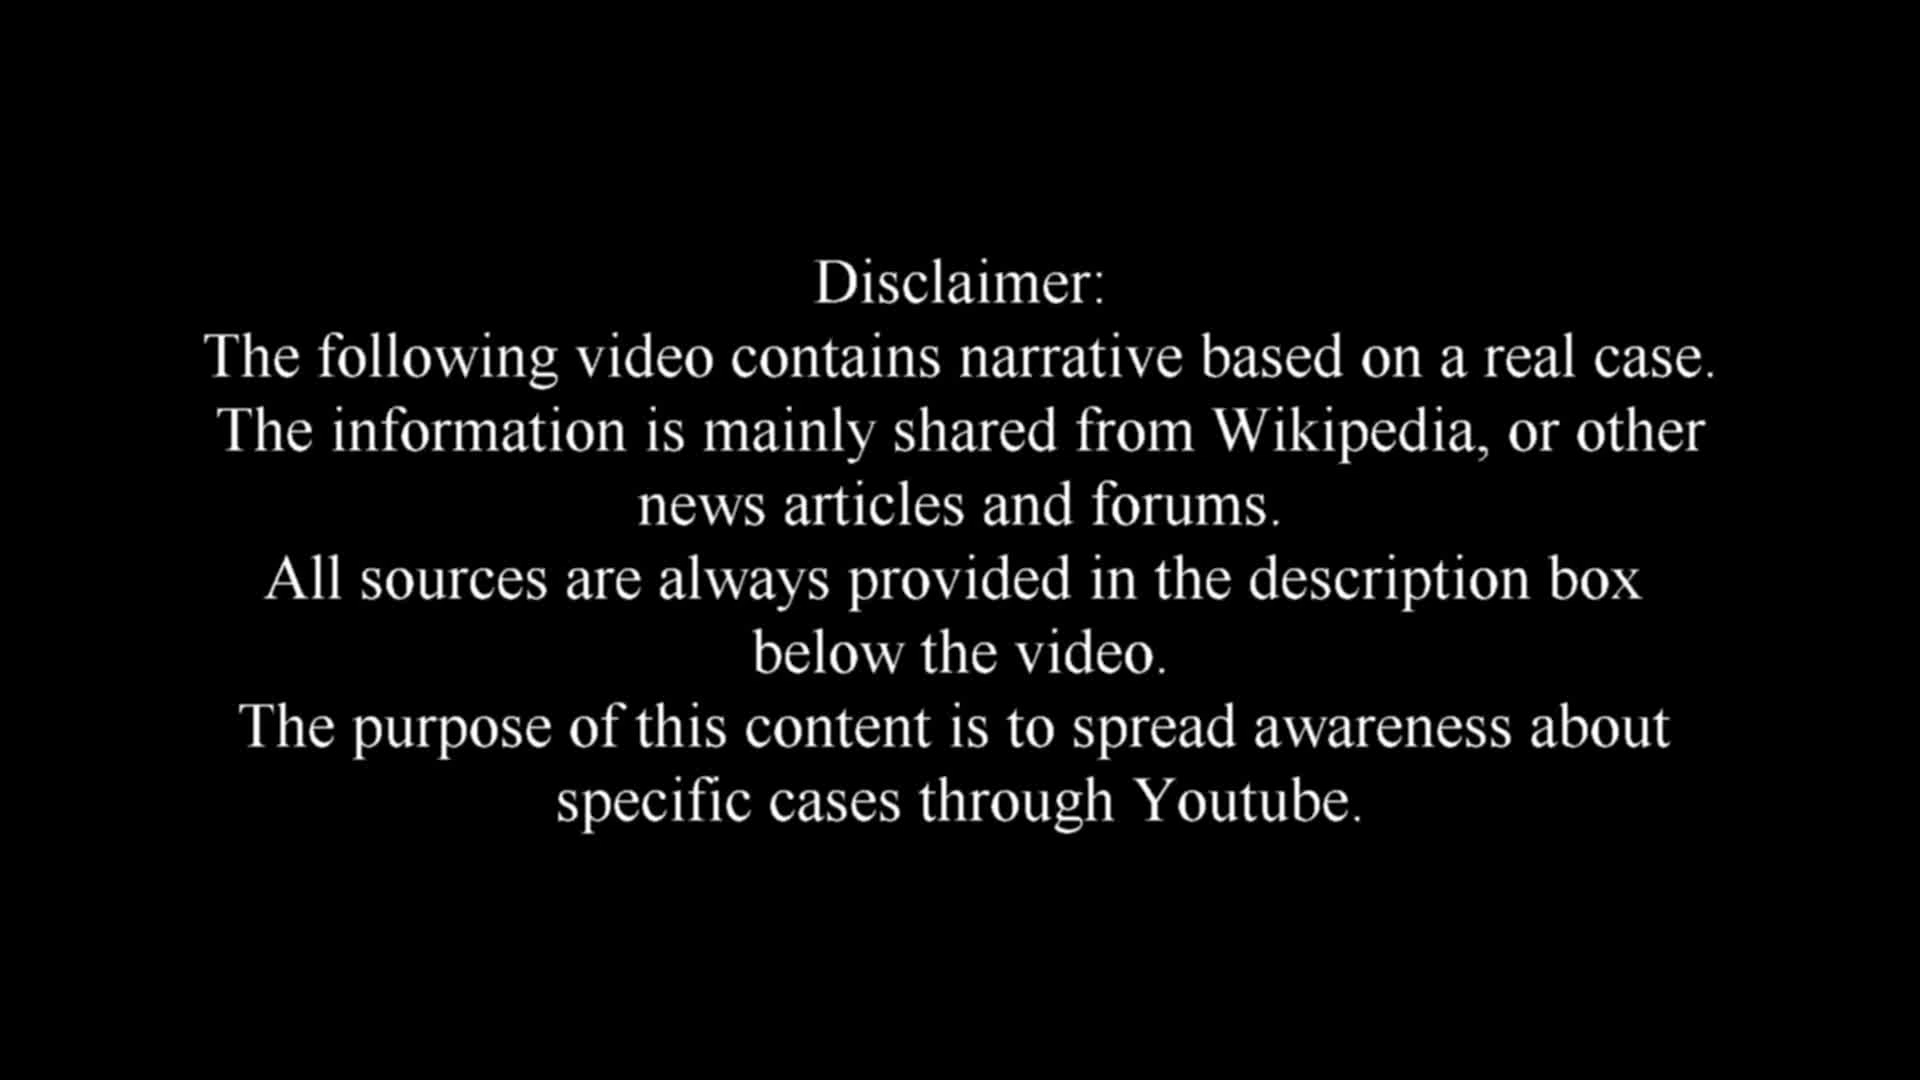 Disclaimer:
The following video contains narrative based on a real case.
The information is mainly shared from Wikipedia, or other
news articles and forums.
All sources are always provided in the description box
below the video.
The purpose of this content is to spread awareness about
specific cases through Youtube.